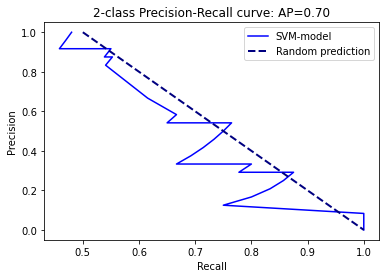 2-class Precision-Recall curve: AP=0.70
SVM-model
Random prediction
1.0
0.8
0.6
0.4
0.2
0.0
Precision
0.5 0.6 0.7 0.8 0.9 1.0
Recall